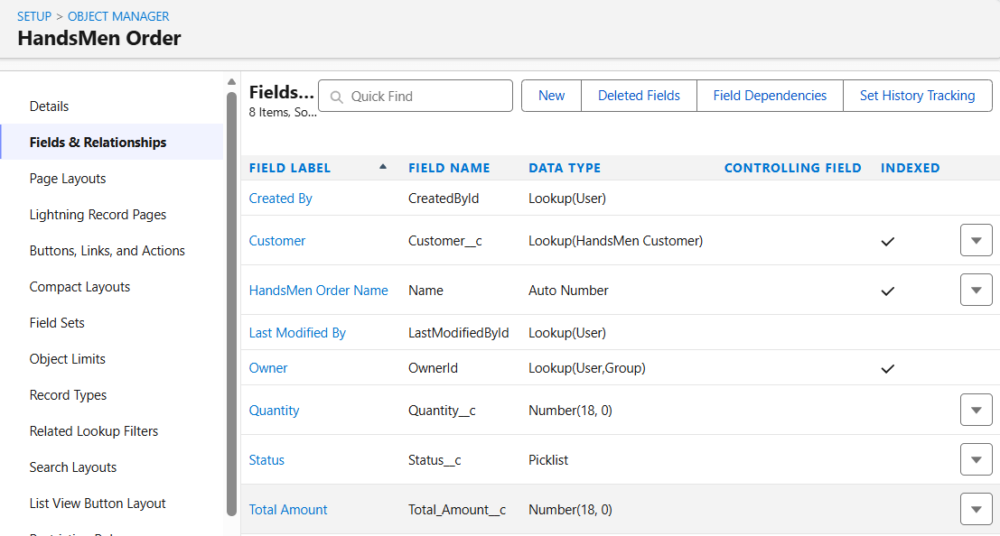 SETUP > OBJECT MANAGER
HandsMen Order
Details
Fields & Relationships
Page Layouts
Lightning Record Pages
Buttons, Links, and Actions
Compact Layouts
Field Sets
Object Limits
Record Types
Related Lookup Filters
Search Layouts
List View Button Layout
Fields...
8 Items, So...
Quick Find
New
Deleted Fields
Field Dependencies
Set History Tracking
FIELD LABEL FIELD NAME DATA TYPE CONTROLLING FIELD INDEXED
Created By CreatedById Lookup(User)
Customer Customer__c Lookup(HandsMen Customer)
HandsMen Order Name Name Auto Number
Last Modified By LastModifiedById Lookup(User)
Owner OwnerId Lookup(User,Group)
Quantity Quantity__c Number(18, 0)
Status Status__c Picklist
Total Amount Total_Amount__c Number(18, 0)